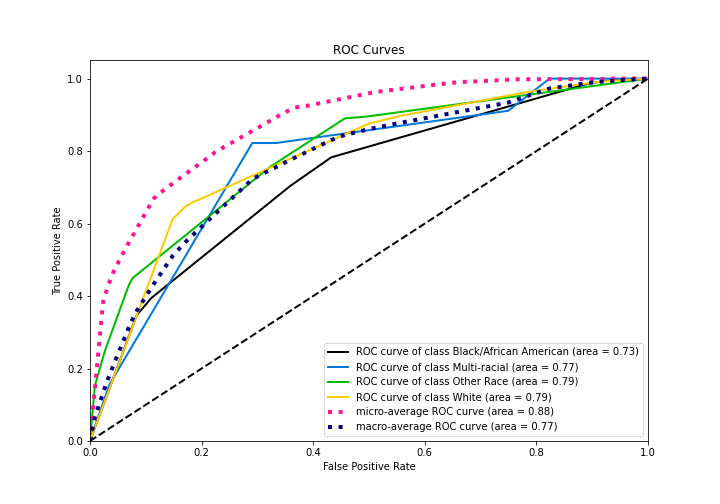 ROC Curves
1.0
0.8
0.6
0.4
0.2
0.0
True Positive Rate
0.0 0.2 0.4 0.6 0.8 1.0
False Positive Rate
ROC curve of class Black/African American (area = 0.73)
ROC curve of class Multi-racial (area = 0.77)
ROC curve of class Other Race (area = 0.79)
ROC curve of class White (area = 0.79)
micro-average ROC curve (area = 0.88)
macro-average ROC curve (area = 0.77)